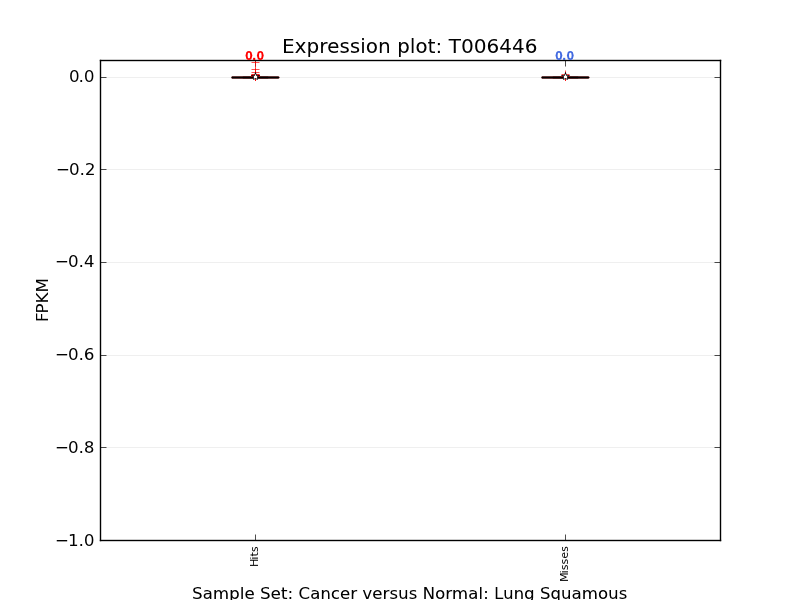 Expression plot: T006446
0.0 0.0
0.0
−0.2
−0.4
−0.6
−0.8
−1.0
FPKM
Hits
Misses
Sample Set: Cancer versus Normal: Lung Squamous